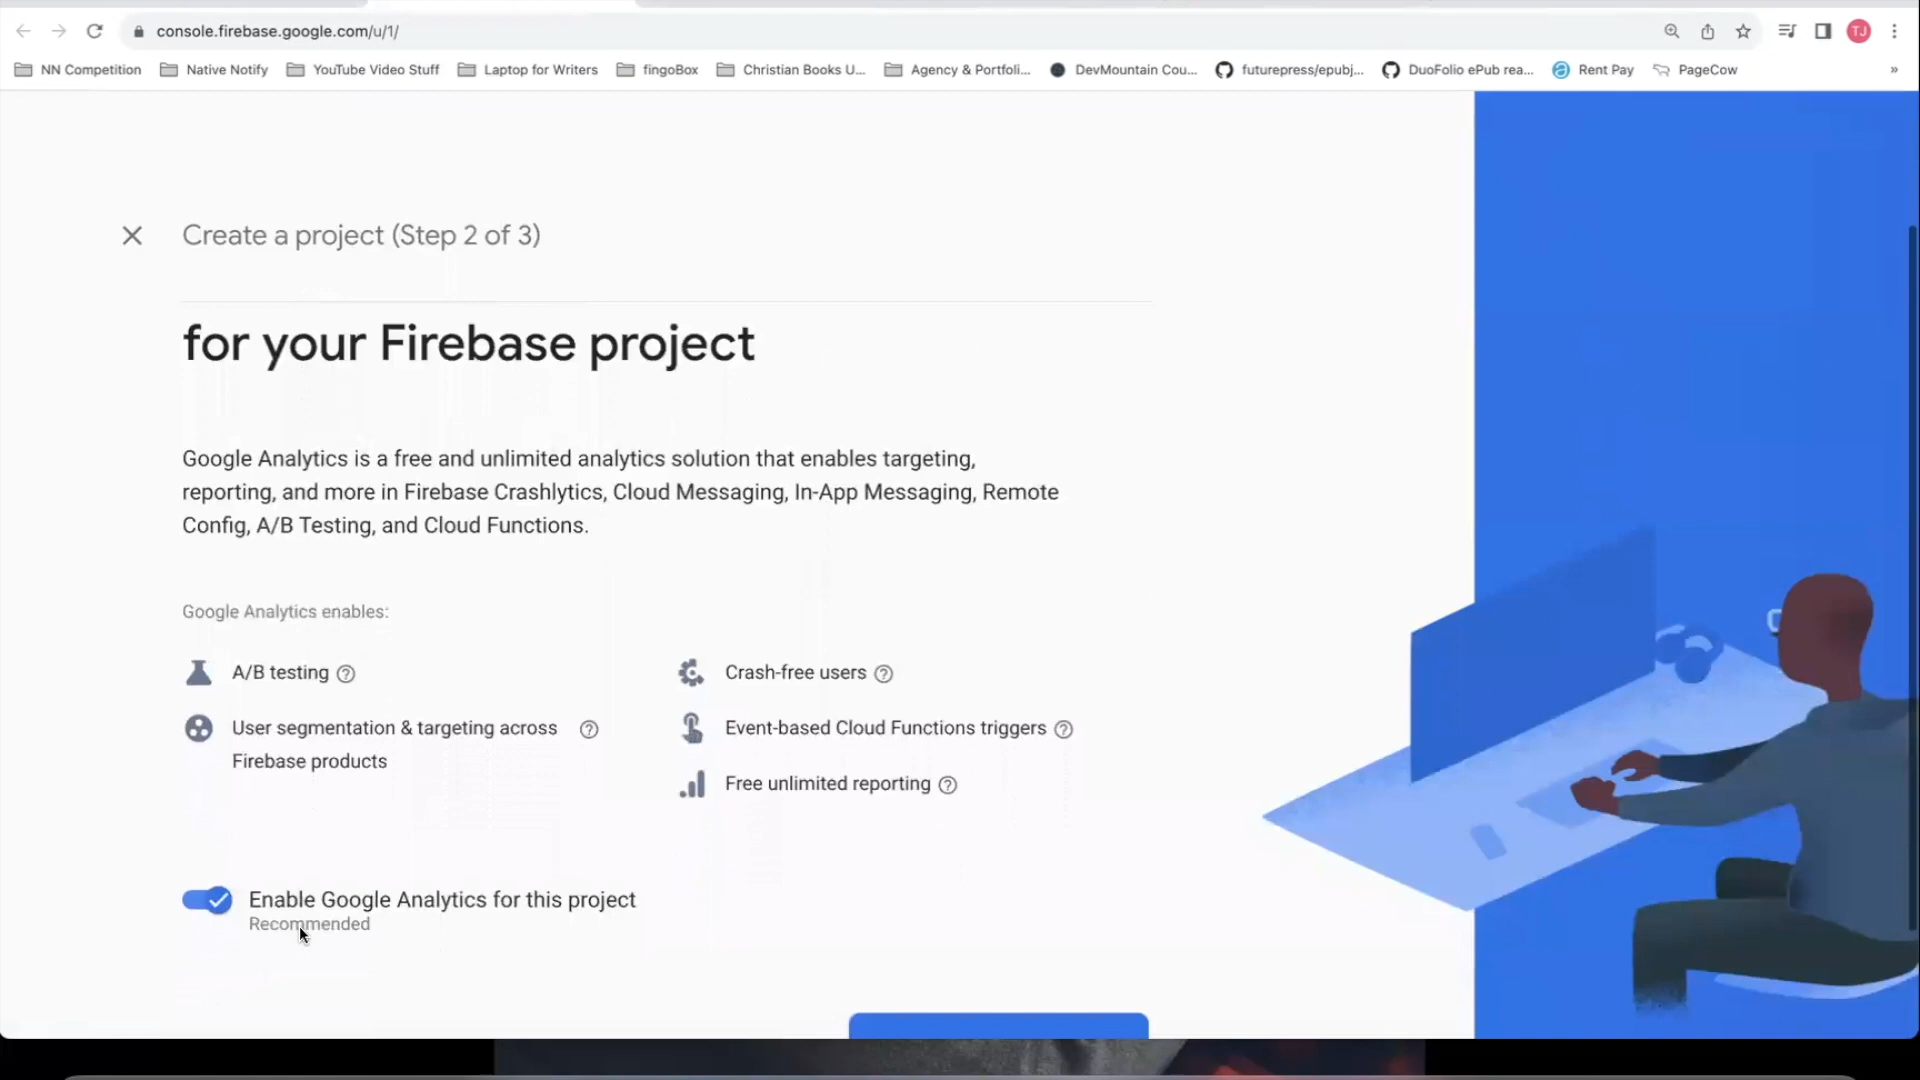 console.firebase.google.com/u/1/
TJ
NN Competition
Native Notify
YouTube Video Stuff
Laptop for Writers
fingoBox
Christian Books U...
Agency & Portfoli...
DevMountain Cou...
futurepress/epubj...
DuoFolio ePub rea...
Rent Pay
PageCow
»
Create a project (Step 2 of 3)
for your Firebase project
Google Analytics is a free and unlimited analytics solution that enables targeting,
reporting, and more in Firebase Crashlytics, Cloud Messaging, In-App Messaging, Remote
Config, A/B Testing, and Cloud Functions.
Google Analytics enables:
A/B testing
Crash-free users
User segmentation & targeting across
Firebase products
Event-based Cloud Functions triggers
Free unlimited reporting
Enable Google Analytics for this project
Recommended